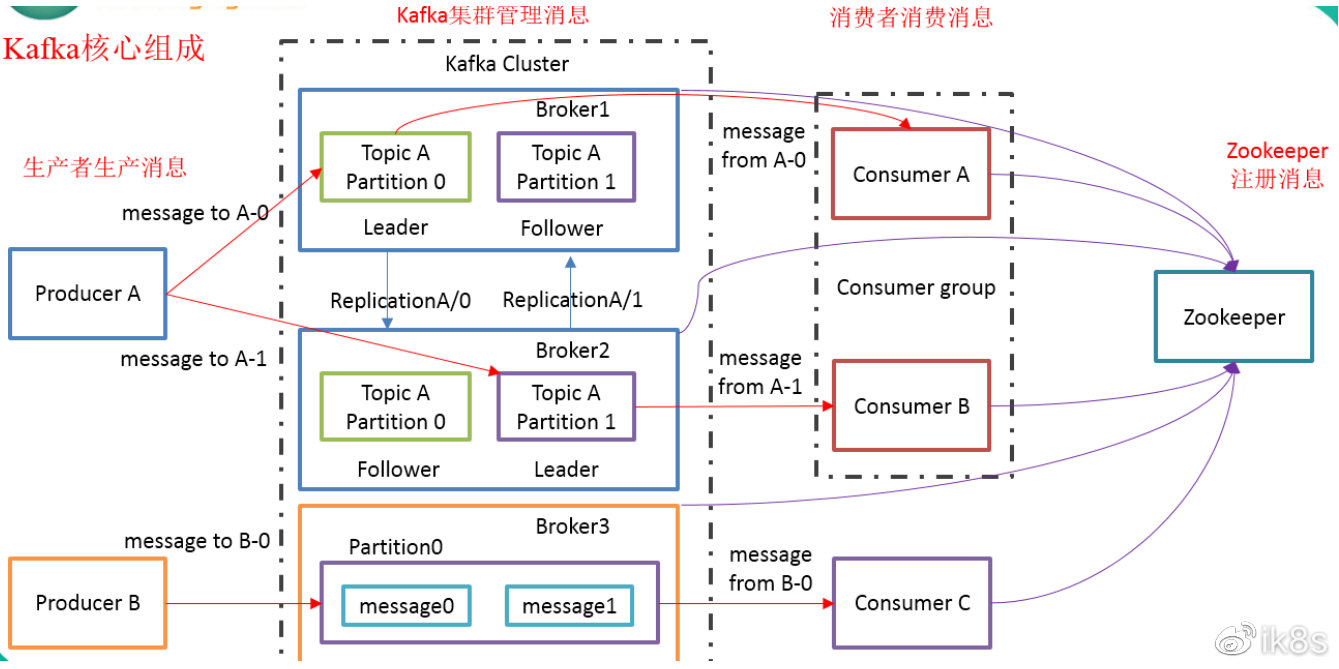 Kafka集群管理消息
消费者消费消息
Kafka核心组成
Kafka Cluster
Broker1
Topic A
Partition 0
Topic A
Partition 1
Leader
Follower
生产者生产消息
message to A-0
message
from A-0
Consumer A
Zookeeper
注册消息
Producer A
ReplicationA/0
ReplicationA/1
Consumer group
Zookeeper
message to A-1
Broker2
Topic A
Partition 0
Topic A
Partition 1
Follower
Leader
message
from A-1
Consumer B
message to B-0
Broker3
Partition0
message0
message1
Producer B
message
from B-0
Consumer C
ik8s